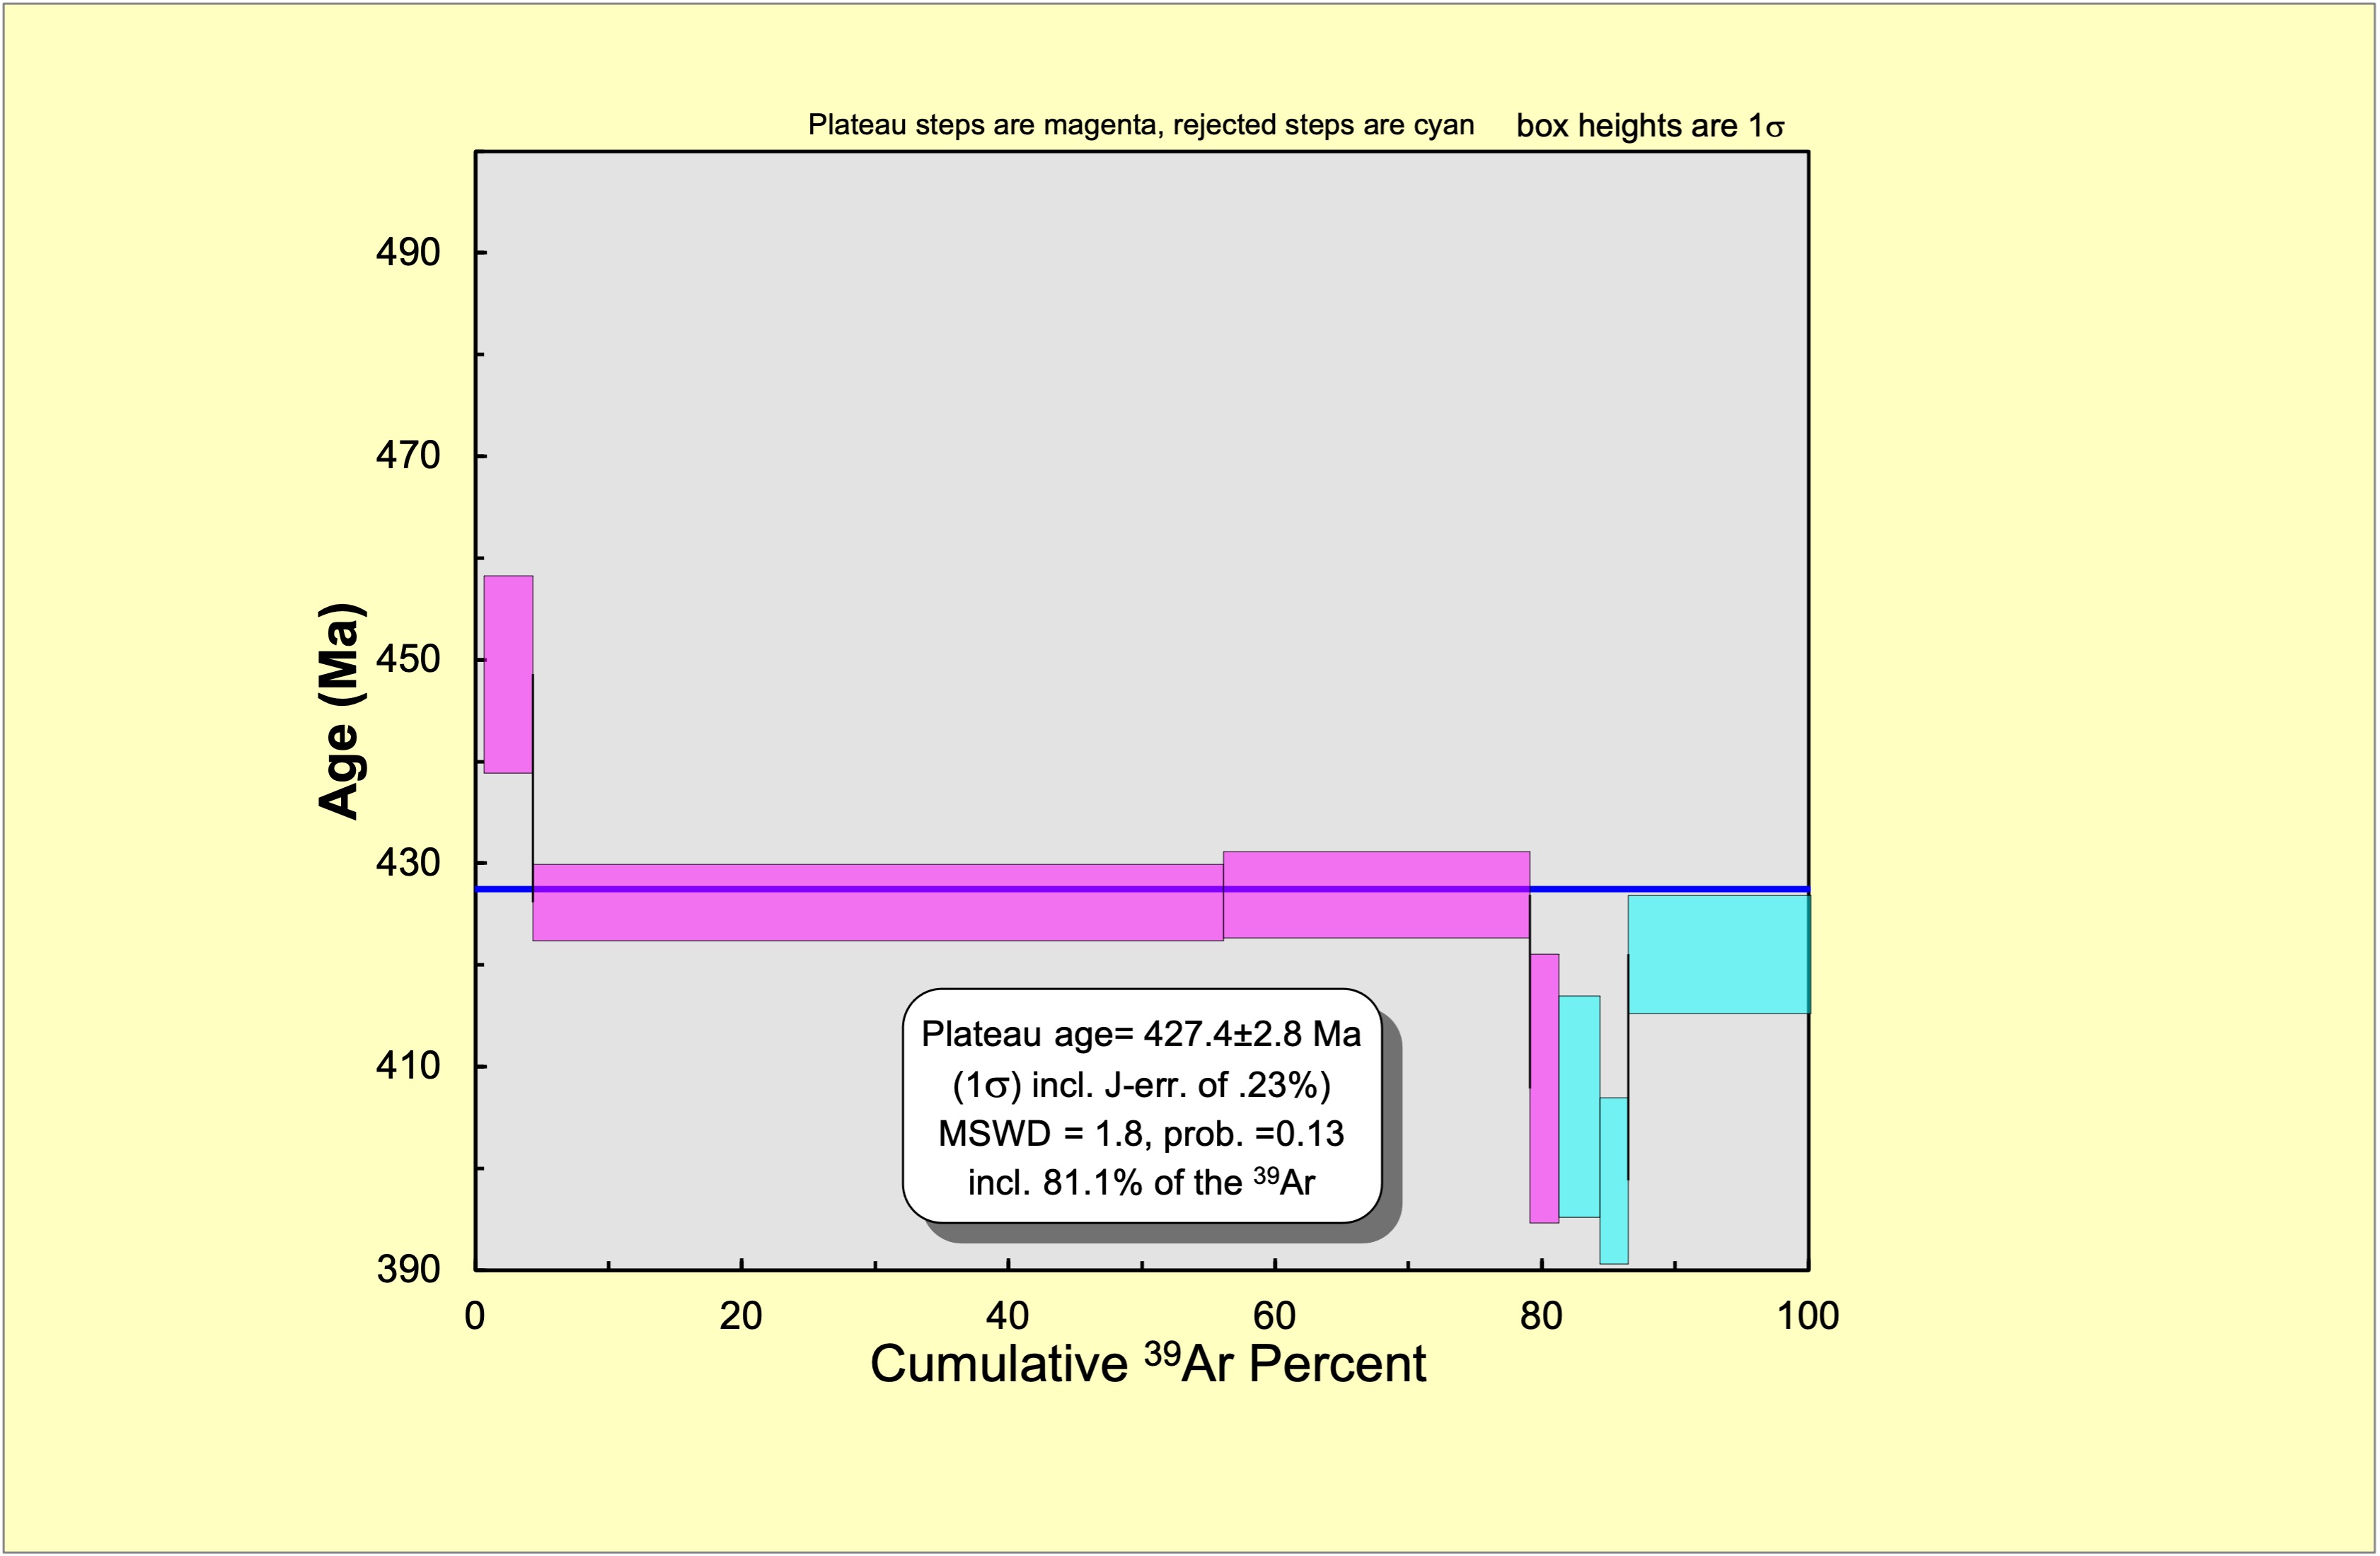 Plateau steps are magenta, rejected steps are cyan box heights are 1σ
490
470
450
430
410
390
Age (Ma)
Plateau age= 427.4±2.8 Ma
(1σ) incl. J-err. of .23%)
MSWD = 1.8, prob. =0.13
incl. 81.1% of the ³⁹Ar
0 20 40 60 80 100
Cumulative ³⁹Ar Percent